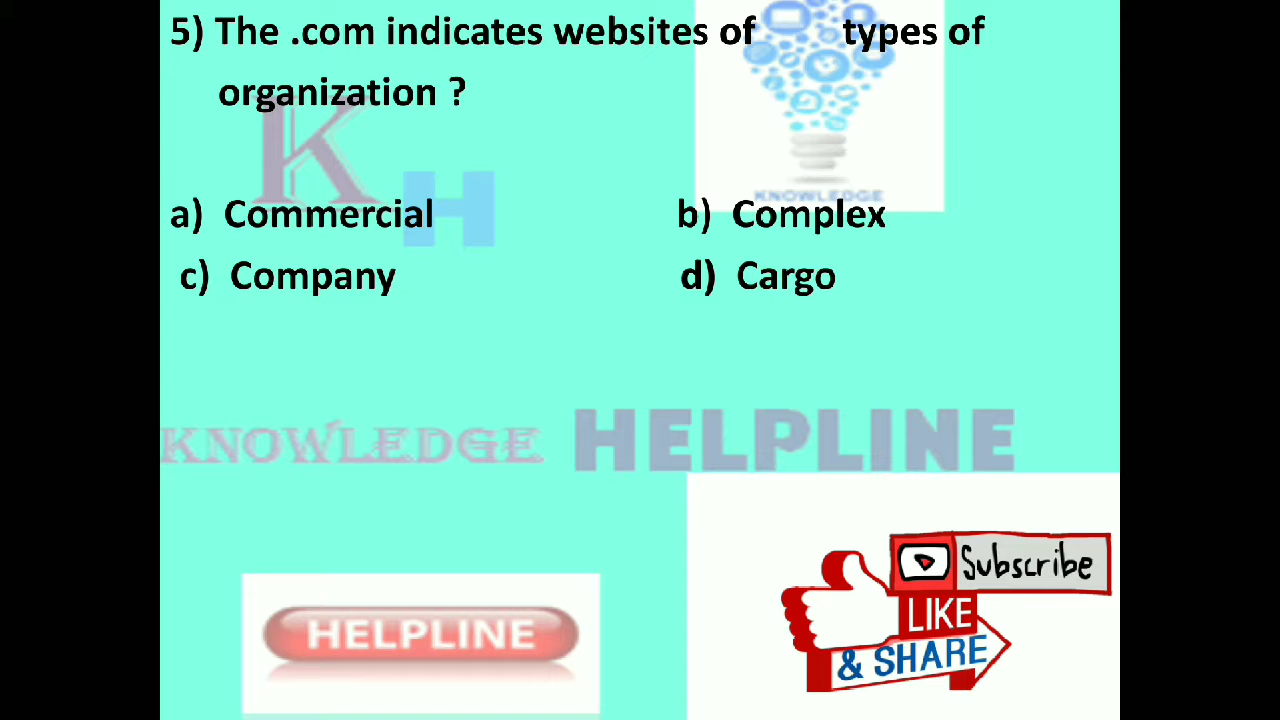 5) The .com indicates websites of types of
organization ?
KNOWLEDGE
K
H
a) Commercial b) Complex
c) Company d) Cargo
KNOWLEDGE HELPLINE
Subscribe
LIKE
HELPLINE
& SHARE